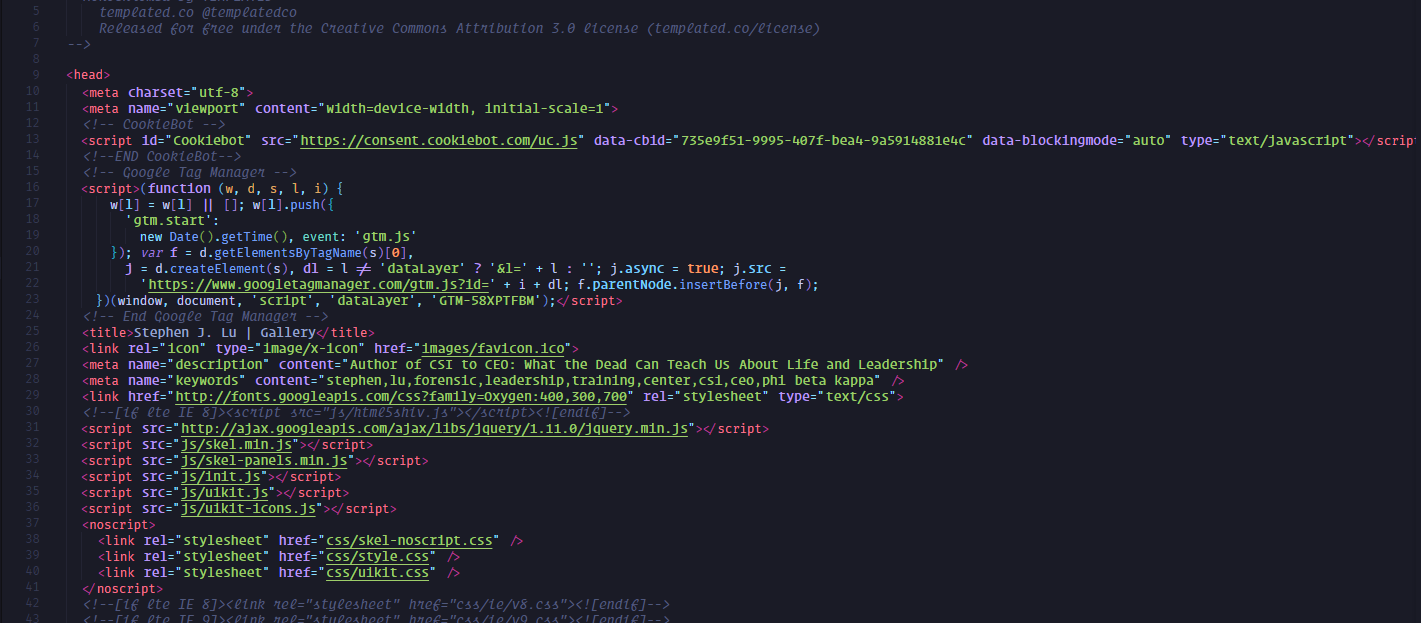 5 templated.co @templatedco
6 Released for free under the Creative Commons Attribution 3.0 license (templated.co/license)
7 -->
8
9 <head>
10 <meta charset="utf-8">
11 <meta name="viewport" content="width=device-width, initial-scale=1">
12 <!-- CookieBot -->
13 <script id="Cookiebot" src="https://consent.cookiebot.com/uc.js" data-cbid="735e9f51-9995-407f-bea4-9a5914881e4c" data-blockingmode="auto" type="text/javascript"></scrip
14 <!--END CookieBot-->
15 <!-- Google Tag Manager -->
16 <script>(function (w, d, s, l, i) {
17 w[l] = w[l] || []; w[l].push({
18 'gtm.start':
19 new Date().getTime(), event: 'gtm.js'
20 }); var f = d.getElementsByTagName(s)[0],
21 j = d.createElement(s), dl = l != 'dataLayer' ? '&l=' + l : ''; j.async = true; j.src =
22 'https://www.googletagmanager.com/gtm.js?id=' + i + dl; f.parentNode.insertBefore(j, f);
23 })(window, document, 'script', 'dataLayer', 'GTM-58XPTFBM');</script>
24 <!-- End Google Tag Manager -->
25 <title>Stephen J. Lu | Gallery</title>
26 <link rel="icon" type="image/x-icon" href="images/favicon.ico">
27 <meta name="description" content="Author of CSI to CEO: What the Dead Can Teach Us About Life and Leadership" />
28 <meta name="keywords" content="stephen,lu,forensic,leadership,training,center,csi,ceo,phi beta kappa" />
29 <link href="http://fonts.googleapis.com/css?family=Oxygen:400,300,700" rel="stylesheet" type="text/css">
30 <!--[if lte IE 8]><script src="js/html5shiv.js"></script><![endif]-->
31 <script src="http://ajax.googleapis.com/ajax/libs/jquery/1.11.0/jquery.min.js"></script>
32 <script src="js/skel.min.js"></script>
33 <script src="js/skel-panels.min.js"></script>
34 <script src="js/init.js"></script>
35 <script src="js/uikit.js"></script>
36 <script src="js/uikit-icons.js"></script>
37 <noscript>
38 <link rel="stylesheet" href="css/skel-noscript.css" />
39 <link rel="stylesheet" href="css/style.css" />
40 <link rel="stylesheet" href="css/uikit.css" />
41 </noscript>
42 <!--[if lte IE 8]><link rel="stylesheet" href="css/ie/v8.css"><![endif]-->
43 <!--[if lte IE 9]><link rel="stylesheet" href="css/ie/v9.css"><![endif]-->